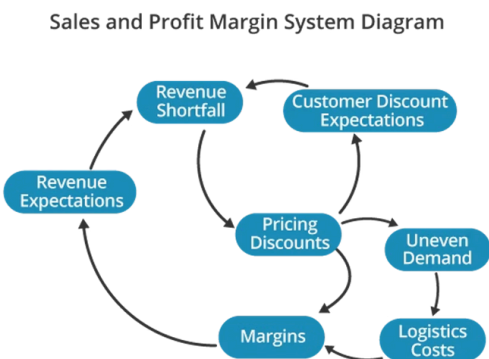 Sales and Profit Margin System Diagram
Revenue
Shortfall
Customer Discount
Expectations
Revenue
Expectations
Pricing
Discounts
Uneven
Demand
Margins
Logistics
Costs